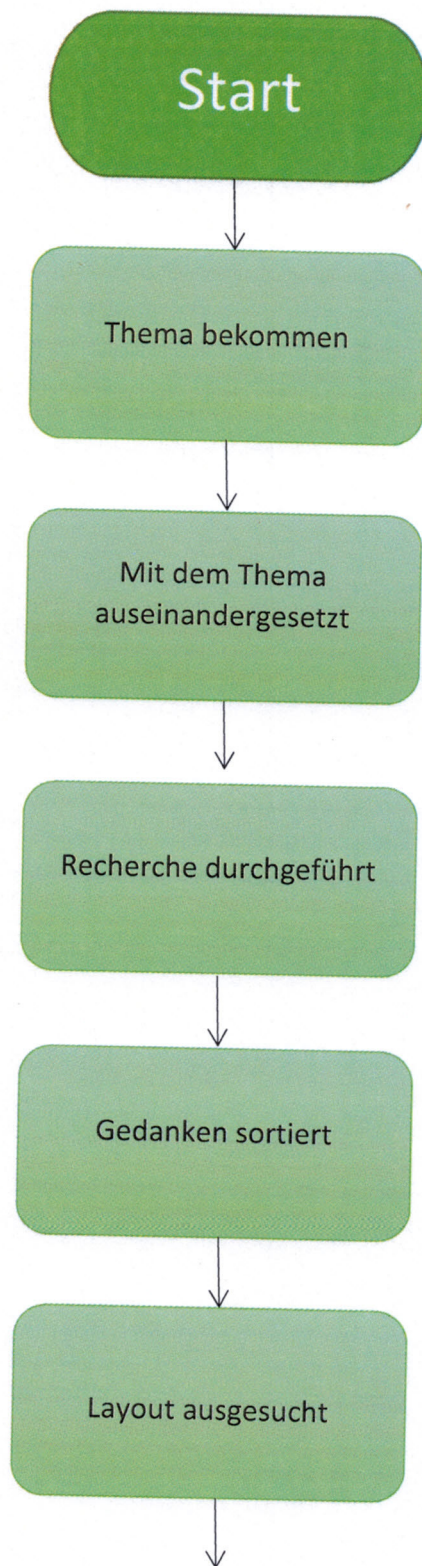 Start
Thema bekommen
Mit dem Thema
auseinandergesetzt
Recherche durchgeführt
Gedanken sortiert
Layout ausgesucht